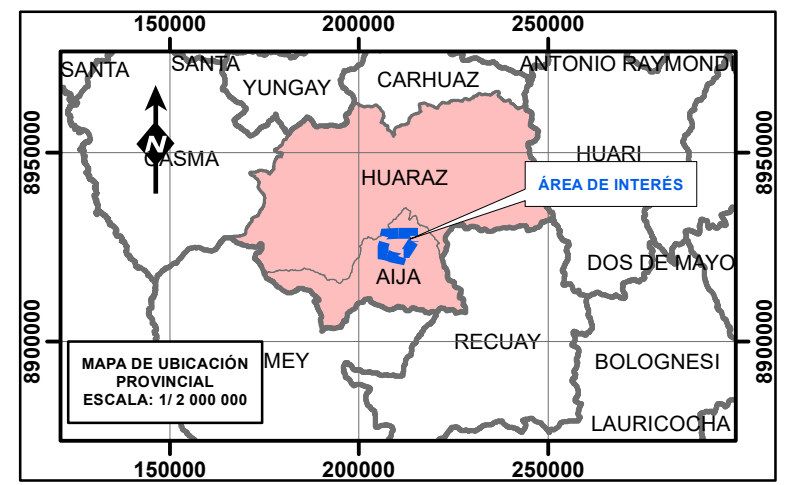 150000
200000
250000
SANTA
SANTA
YUNGAY
CARHUAZ
ANTONIO RAYMONDI
8950000
N
CASMA
HUARAZ
HUARI
8950000
ÁREA DE INTERÉS
AIJA
DOS DE MAYO
8900000
MAPA DE UBICACIÓN
PROVINCIAL
ESCALA: 1/ 2 000 000
MEY
RECUAY
BOLOGNESI
8900000
LAURICOCHA
150000
200000
250000